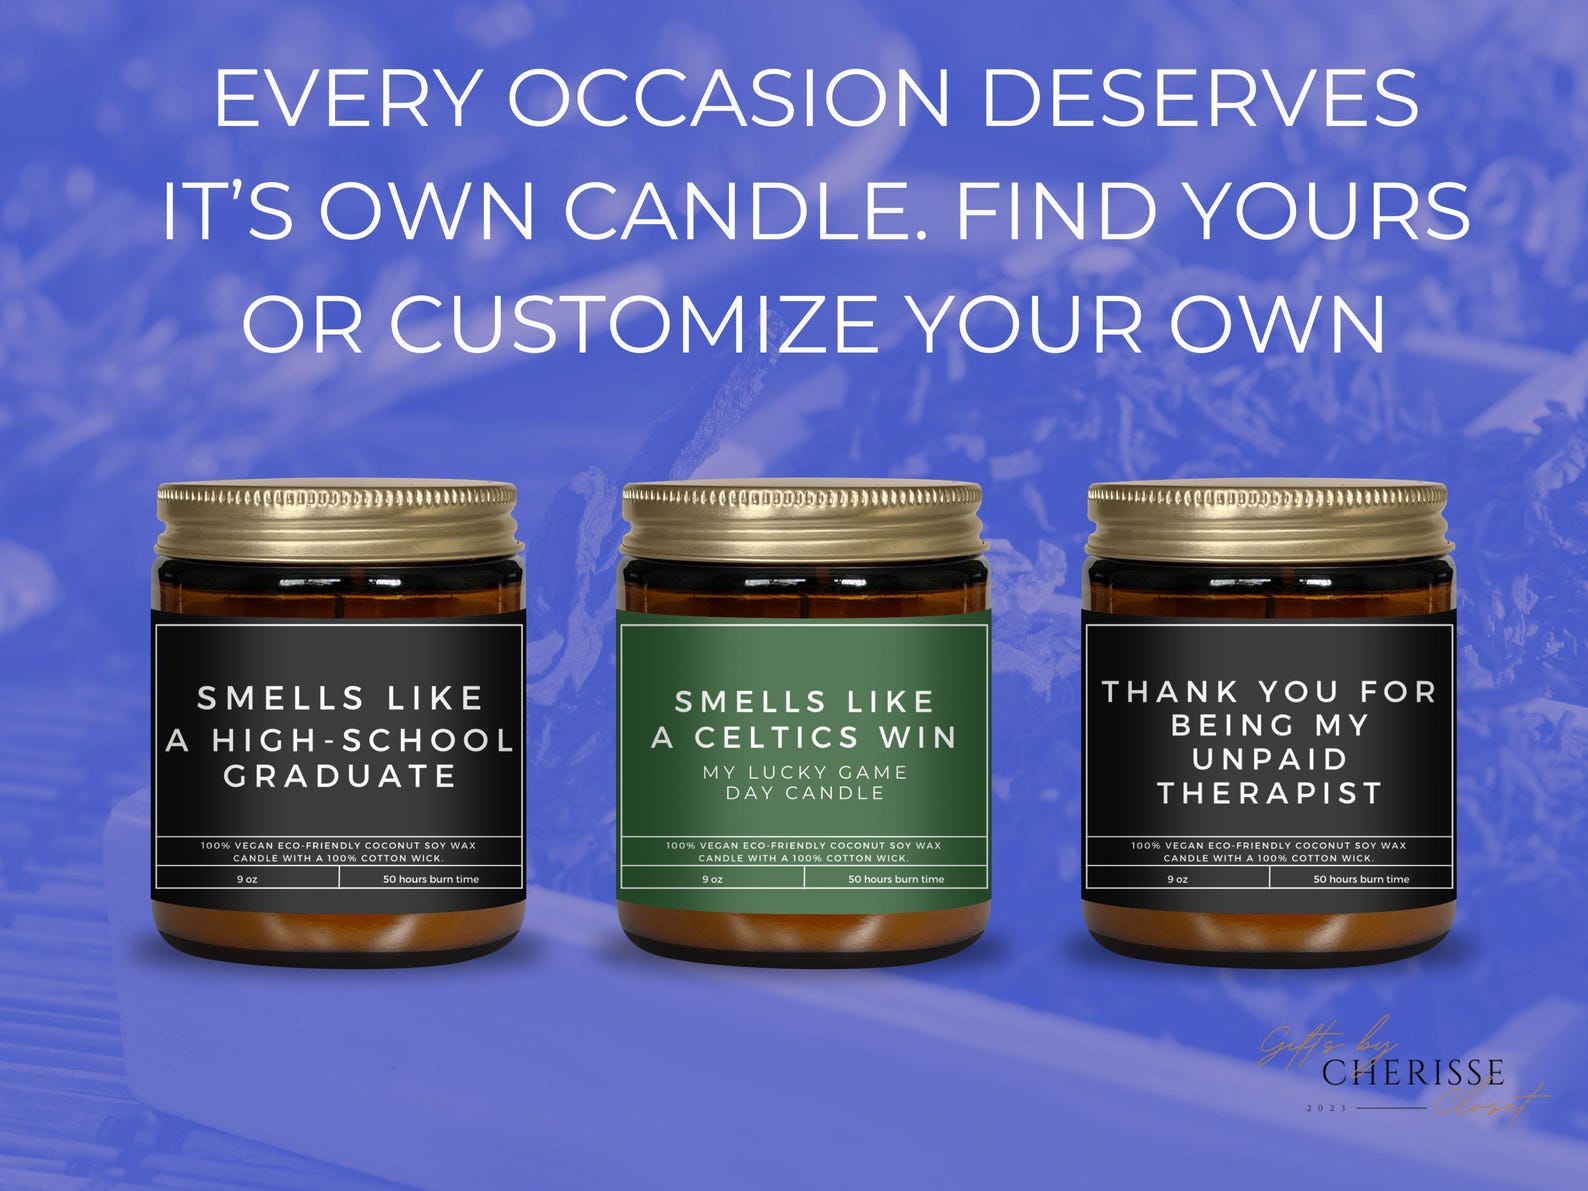 EVERY OCCASION DESERVES
IT'S OWN CANDLE. FIND YOURS
OR CUSTOMIZE YOUR OWN
SMELLS LIKE
A HIGH-SCHOOL
GRADUATE
100% VEGAN ECO-FRIENDLY COCONUT SOY WAX
CANDLE WITH A 100% COTTON WICK.
9 oz
50 hours burn time
SMELLS LIKE
A CELTICS WIN
MY LUCKY GAME
DAY CANDLE
100% VEGAN ECO-FRIENDLY COCONUT SOY WAX
CANDLE WITH A 100% COTTON WICK.
9 oz
50 hours burn time
THANK YOU FOR
BEING MY
UNPAID
THERAPIST
100% VEGAN ECO-FRIENDLY COCONUT SOY WAX
CANDLE WITH A 100% COTTON WICK.
9 oz
50 hours burn time
Gifts by
CHERISSE
2023
Closet